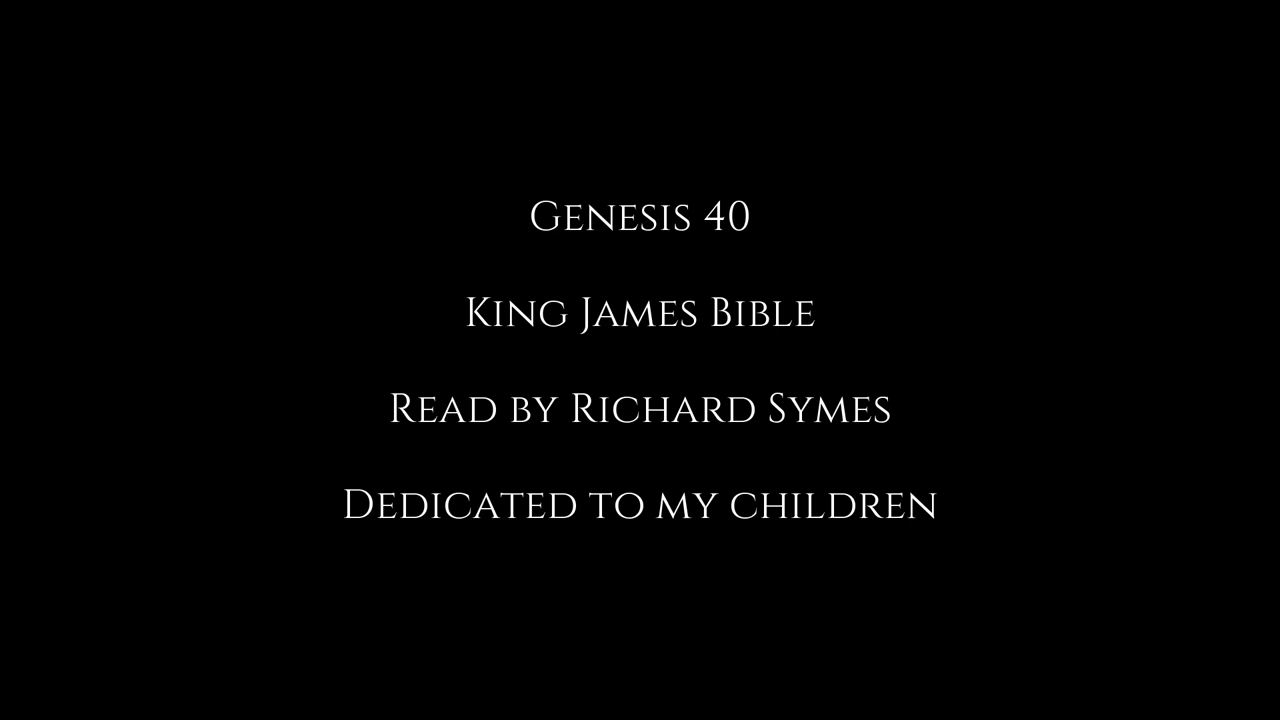 Genesis 40
King James Bible
Read by Richard Symes
Dedicated to my children